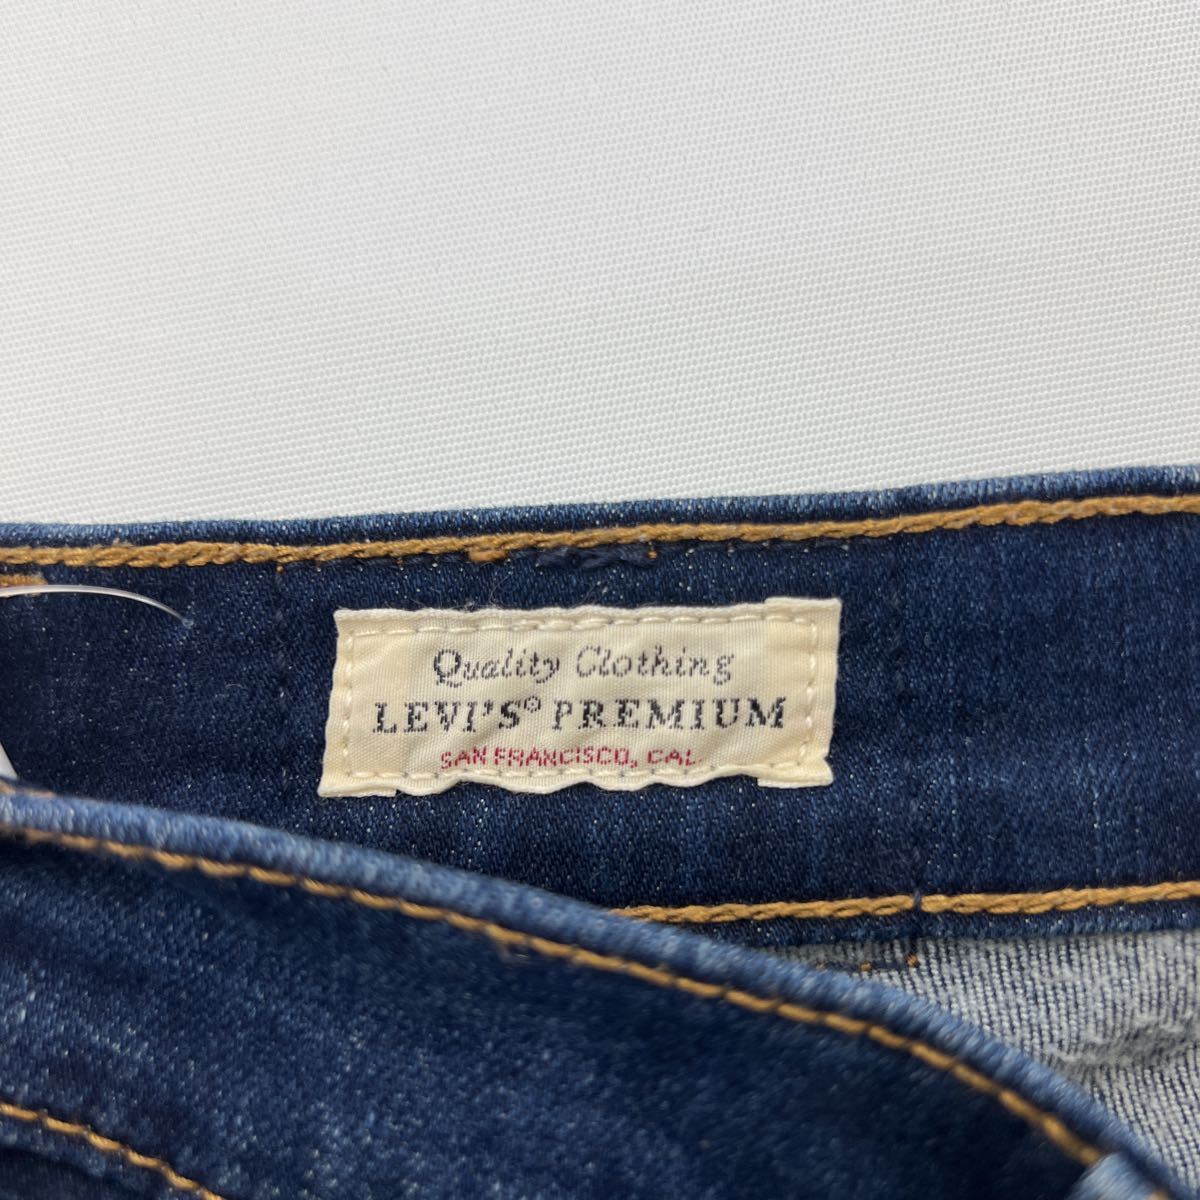 Quality Clothing
LEVI'S® PREMIUM
SAN FRANCISCO, CAL